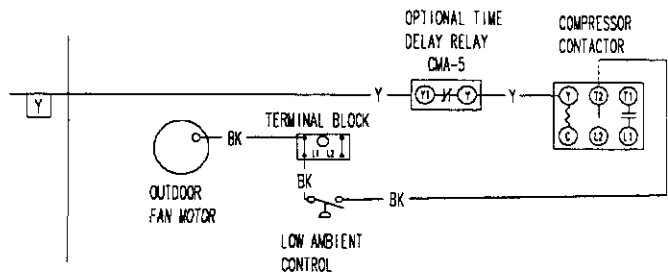 OPTIONAL TIME
DELAY RELAY
CMA-5
COMPRESSOR
CONTACTOR
Y
Y
Y1
Y
Y
Y
T2
T1
C
L2
L1
TERMINAL BLOCK
L1 L2
BK
OUTDOOR
FAN MOTOR
BK
BK
LOW AMBIENT
CONTROL